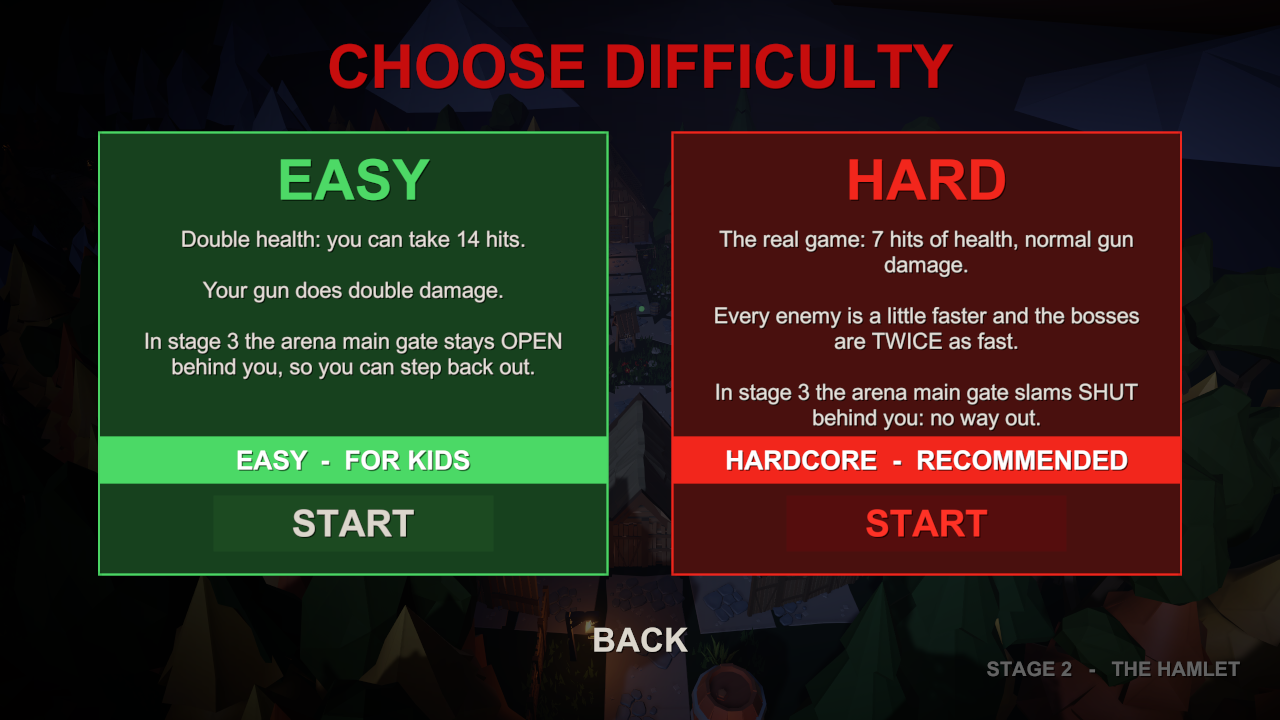 CHOOSE DIFFICULTY
EASY
Double health: you can take 14 hits.
Your gun does double damage.
In stage 3 the arena main gate stays OPEN
behind you, so you can step back out.
EASY - FOR KIDS
START
HARD
The real game: 7 hits of health, normal gun
damage.
Every enemy is a little faster and the bosses
are TWICE as fast.
In stage 3 the arena main gate slams SHUT
behind you: no way out.
HARDCORE - RECOMMENDED
START
BACK
STAGE 2 - THE HAMLET